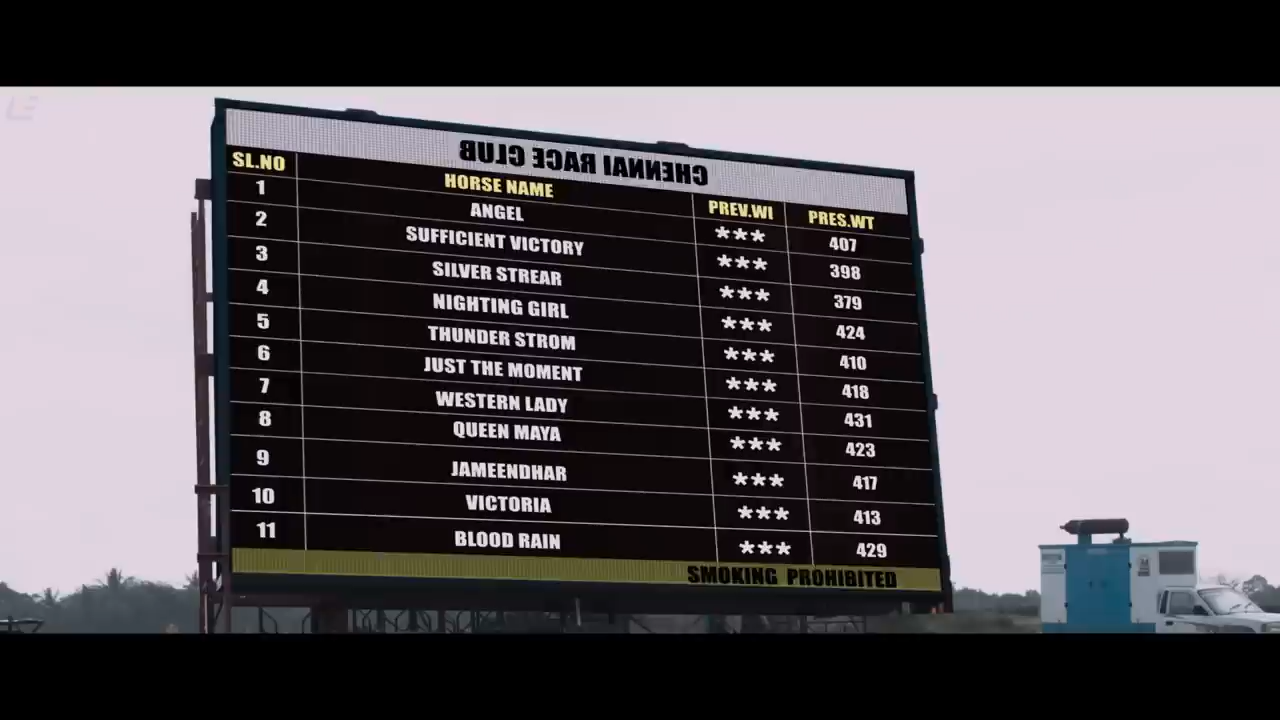 CHENNAI RACE CLUB
SL.NO HORSE NAME PREV.WI PRES.WT
1 ANGEL *** 407
2 SUFFICIENT VICTORY *** 398
3 SILVER STREAR *** 379
4 NIGHTING GIRL *** 424
5 THUNDER STROM *** 410
6 JUST THE MOMENT *** 418
7 WESTERN LADY *** 431
8 QUEEN MAYA *** 423
9 JAMEENDHAR *** 417
10 VICTORIA *** 413
11 BLOOD RAIN *** 429
SMOKING PROHIBITED